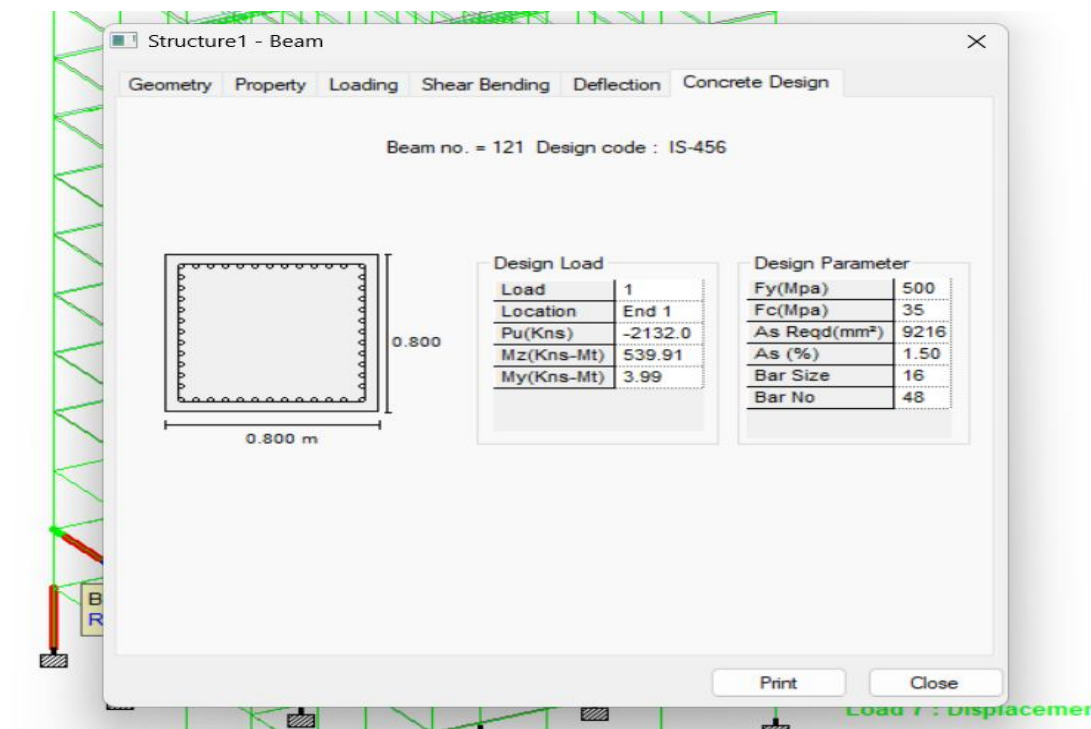 Structure1 - Beam
Geometry Property Loading Shear Bending Deflection Concrete Design
Beam no. = 121 Design code : IS-456
0.800
0.800 m
Design Load
Load 1
Location End 1
Pu(Kns) -2132.0
Mz(Kns-Mt) 539.91
My(Kns-Mt) 3.99
Design Parameter
Fy(Mpa) 500
Fc(Mpa) 35
As Reqd(mm²) 9216
As (%) 1.50
Bar Size 16
Bar No 48
B
R
Print Close
Load 7 : Displacemen